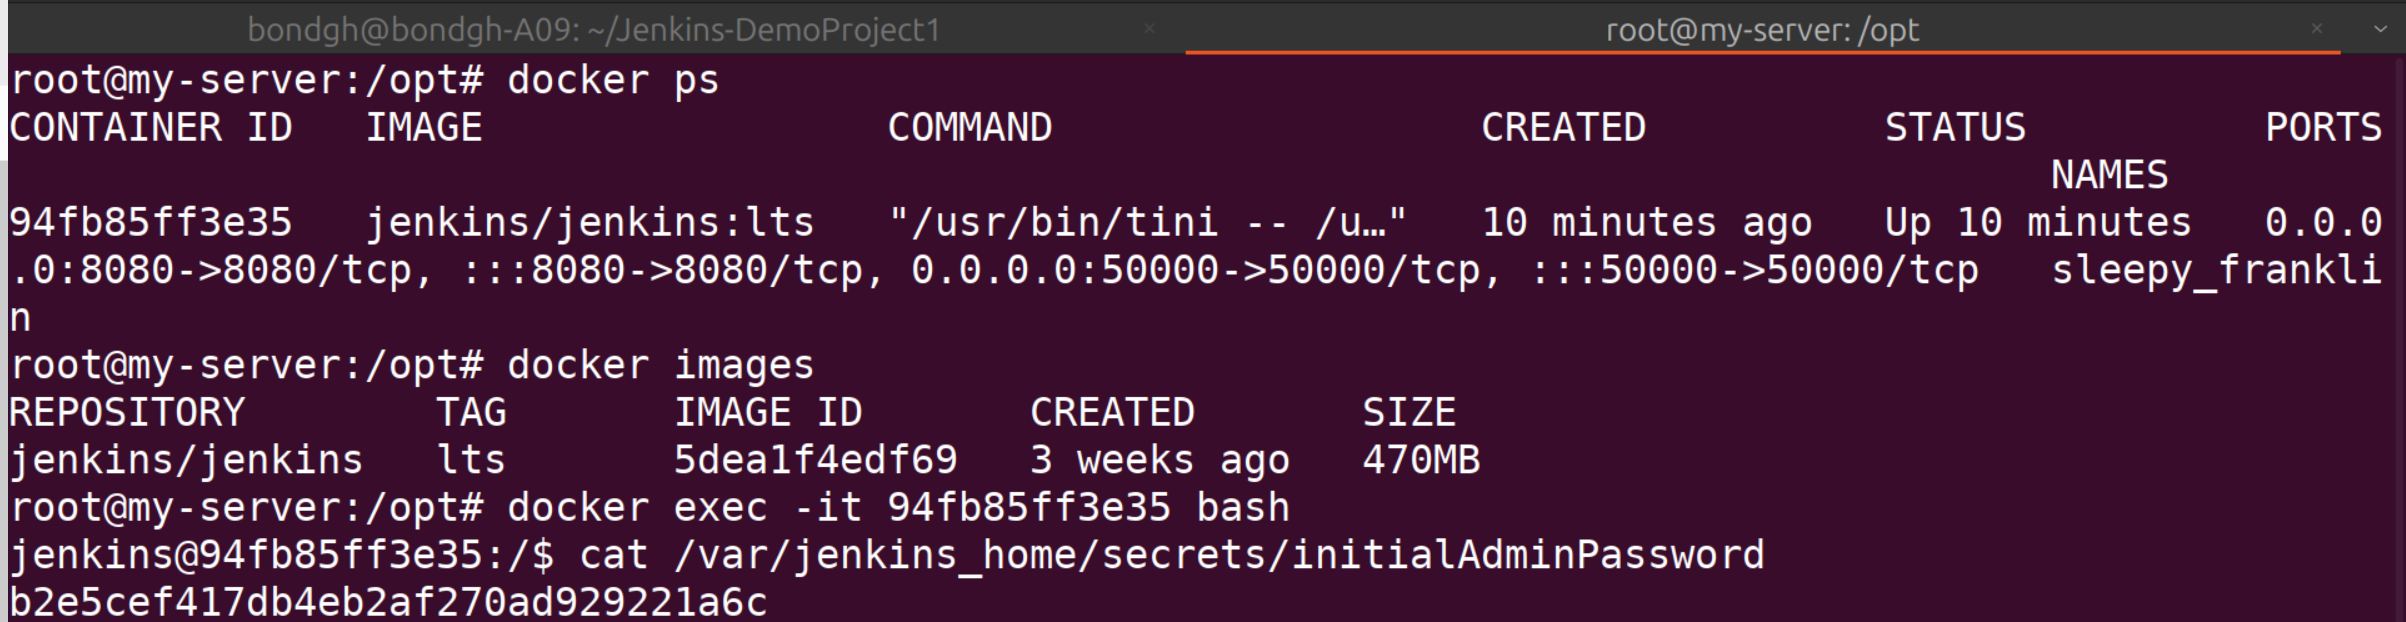 bondgh@bondgh-A09: ~/Jenkins-DemoProject1 × root@my-server: /opt ×
root@my-server:/opt# docker ps
CONTAINER ID   IMAGE                 COMMAND                  CREATED          STATUS          PORTS
NAMES
94fb85ff3e35   jenkins/jenkins:lts   "/usr/bin/tini -- /u…"   10 minutes ago   Up 10 minutes   0.0.0
.0:8080->8080/tcp, :::8080->8080/tcp, 0.0.0.0:50000->50000/tcp, :::50000->50000/tcp   sleepy_frankli
n
root@my-server:/opt# docker images
REPOSITORY        TAG       IMAGE ID       CREATED       SIZE
jenkins/jenkins   lts       5dea1f4edf69   3 weeks ago   470MB
root@my-server:/opt# docker exec -it 94fb85ff3e35 bash
jenkins@94fb85ff3e35:/$ cat /var/jenkins_home/secrets/initialAdminPassword
b2e5cef417db4eb2af270ad929221a6c